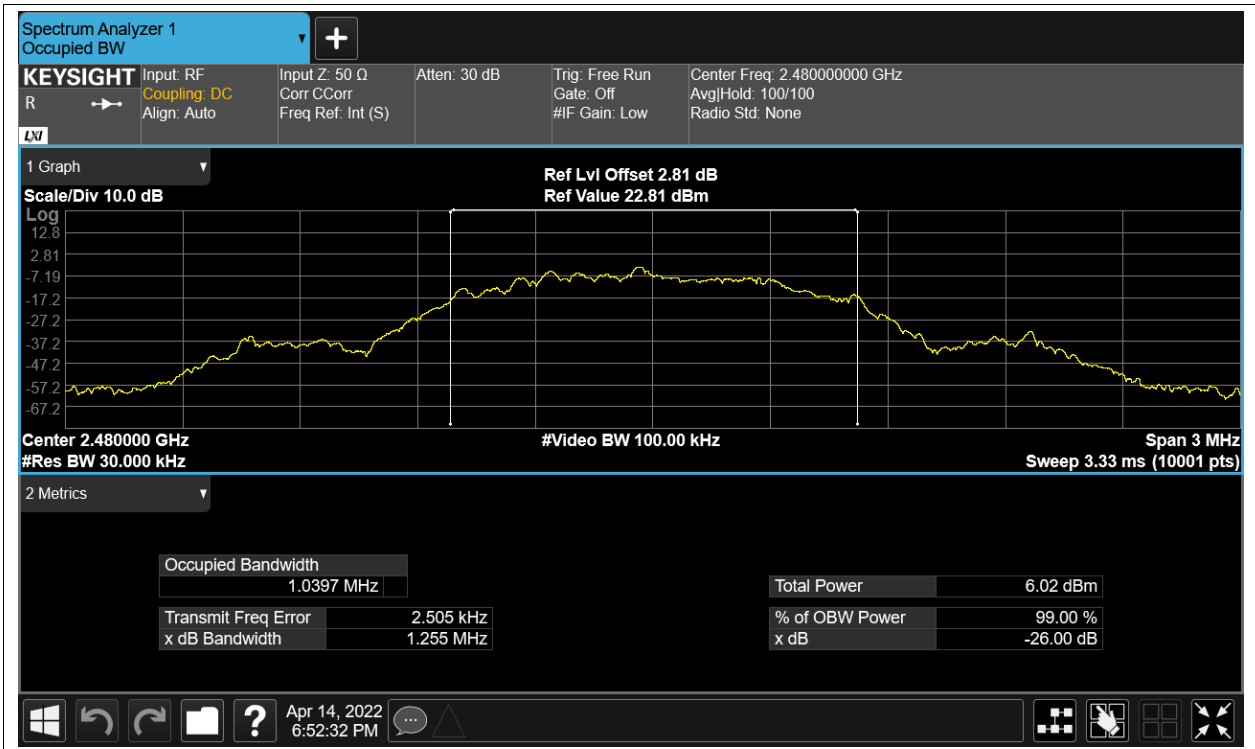 Spectrum Analyzer 1
Occupied BW
KEYSIGHT
R
LXI
Input: RF
Coupling: DC
Align: Auto
Input Z: 50 Ω
Corr CCorr
Freq Ref: Int (S)
Atten: 30 dB
Trig: Free Run
Gate: Off
#IF Gain: Low
Center Freq: 2.480000000 GHz
Avg|Hold: 100/100
Radio Std: None
1 Graph
Scale/Div 10.0 dB
Ref Lvl Offset 2.81 dB
Ref Value 22.81 dBm
Log
12.8
2.81
-7.19
-17.2
-27.2
-37.2
-47.2
-57.2
-67.2
Center 2.480000 GHz
#Video BW 100.00 kHz
Span 3 MHz
#Res BW 30.000 kHz
Sweep 3.33 ms (10001 pts)
2 Metrics
Occupied Bandwidth
1.0397 MHz
Total Power 6.02 dBm
Transmit Freq Error 2.505 kHz
% of OBW Power 99.00 %
x dB Bandwidth 1.255 MHz
x dB -26.00 dB
?
Apr 14, 2022
6:52:32 PM